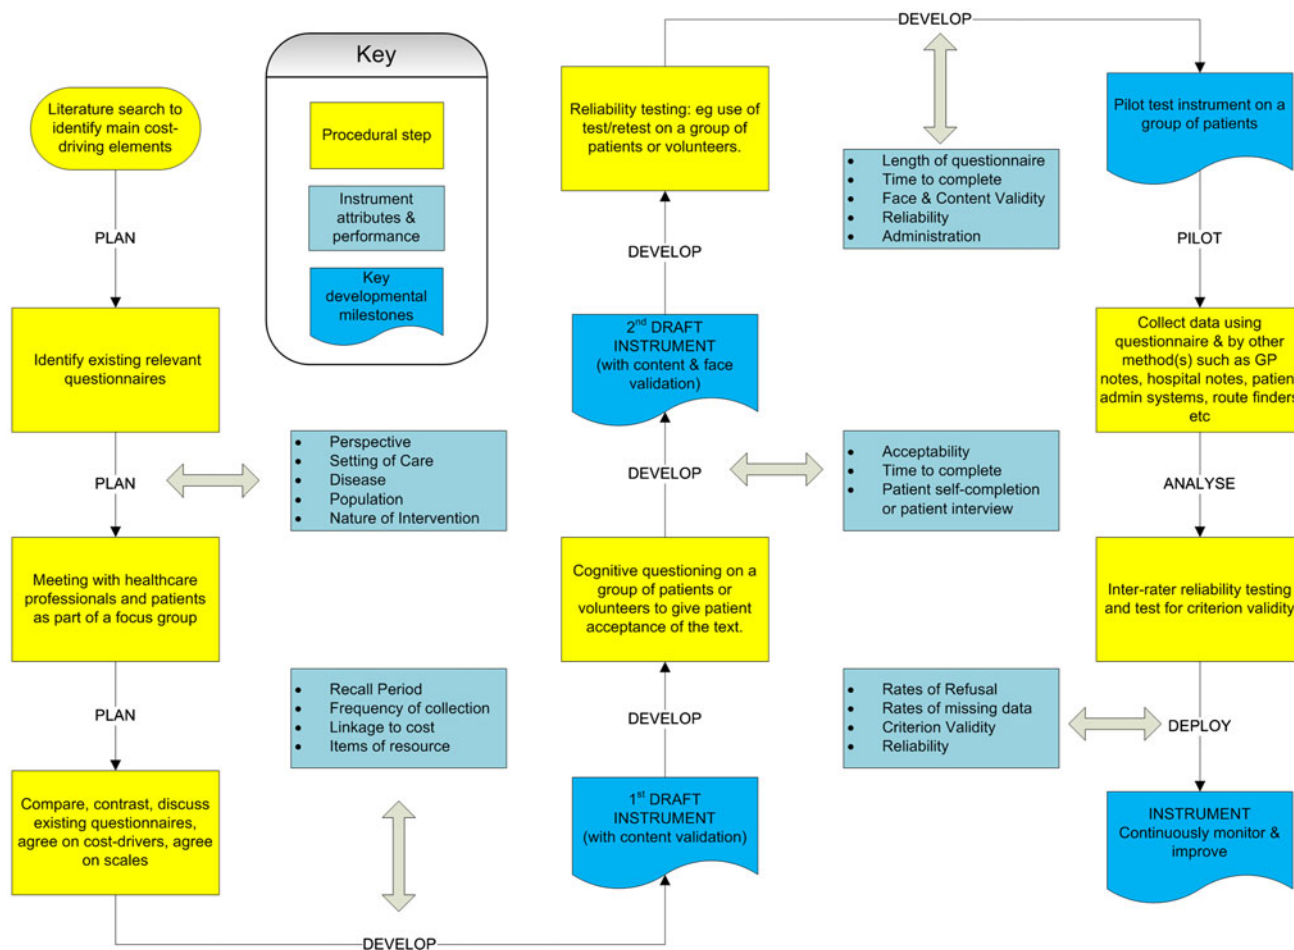 Key
Procedural step
Instrument
attributes &
performance
Key
developmental
milestones
Literature search to
identify main cost-
driving elements
PLAN
Identify existing relevant
questionnaires
PLAN
• Perspective
• Setting of Care
• Disease
• Population
• Nature of Intervention
Meeting with healthcare
professionals and patients
as part of a focus group
PLAN
• Recall Period
• Frequency of collection
• Linkage to cost
• Items of resource
Compare, contrast, discuss
existing questionnaires,
agree on cost-drivers, agree
on scales
DEVELOP
1st DRAFT
INSTRUMENT
(with content validation)
DEVELOP
Cognitive questioning on a
group of patients or
volunteers to give patient
acceptance of the text.
DEVELOP
• Acceptability
• Time to complete
• Patient self-completion
or patient interview
2nd DRAFT
INSTRUMENT
(with content & face
validation)
DEVELOP
Reliability testing: eg use of
test/retest on a group of
patients or volunteers.
DEVELOP
• Length of questionnaire
• Time to complete
• Face & Content Validity
• Reliability
• Administration
Pilot test instrument on a
group of patients
PILOT
Collect data using
questionnaire & by other
method(s) such as GP
notes, hospital notes, patien
admin systems, route finders
etc
ANALYSE
Inter-rater reliability testing
and test for criterion validity
• Rates of Refusal
• Rates of missing data
• Criterion Validity
• Reliability
DEPLOY
INSTRUMENT
Continuously monitor &
improve